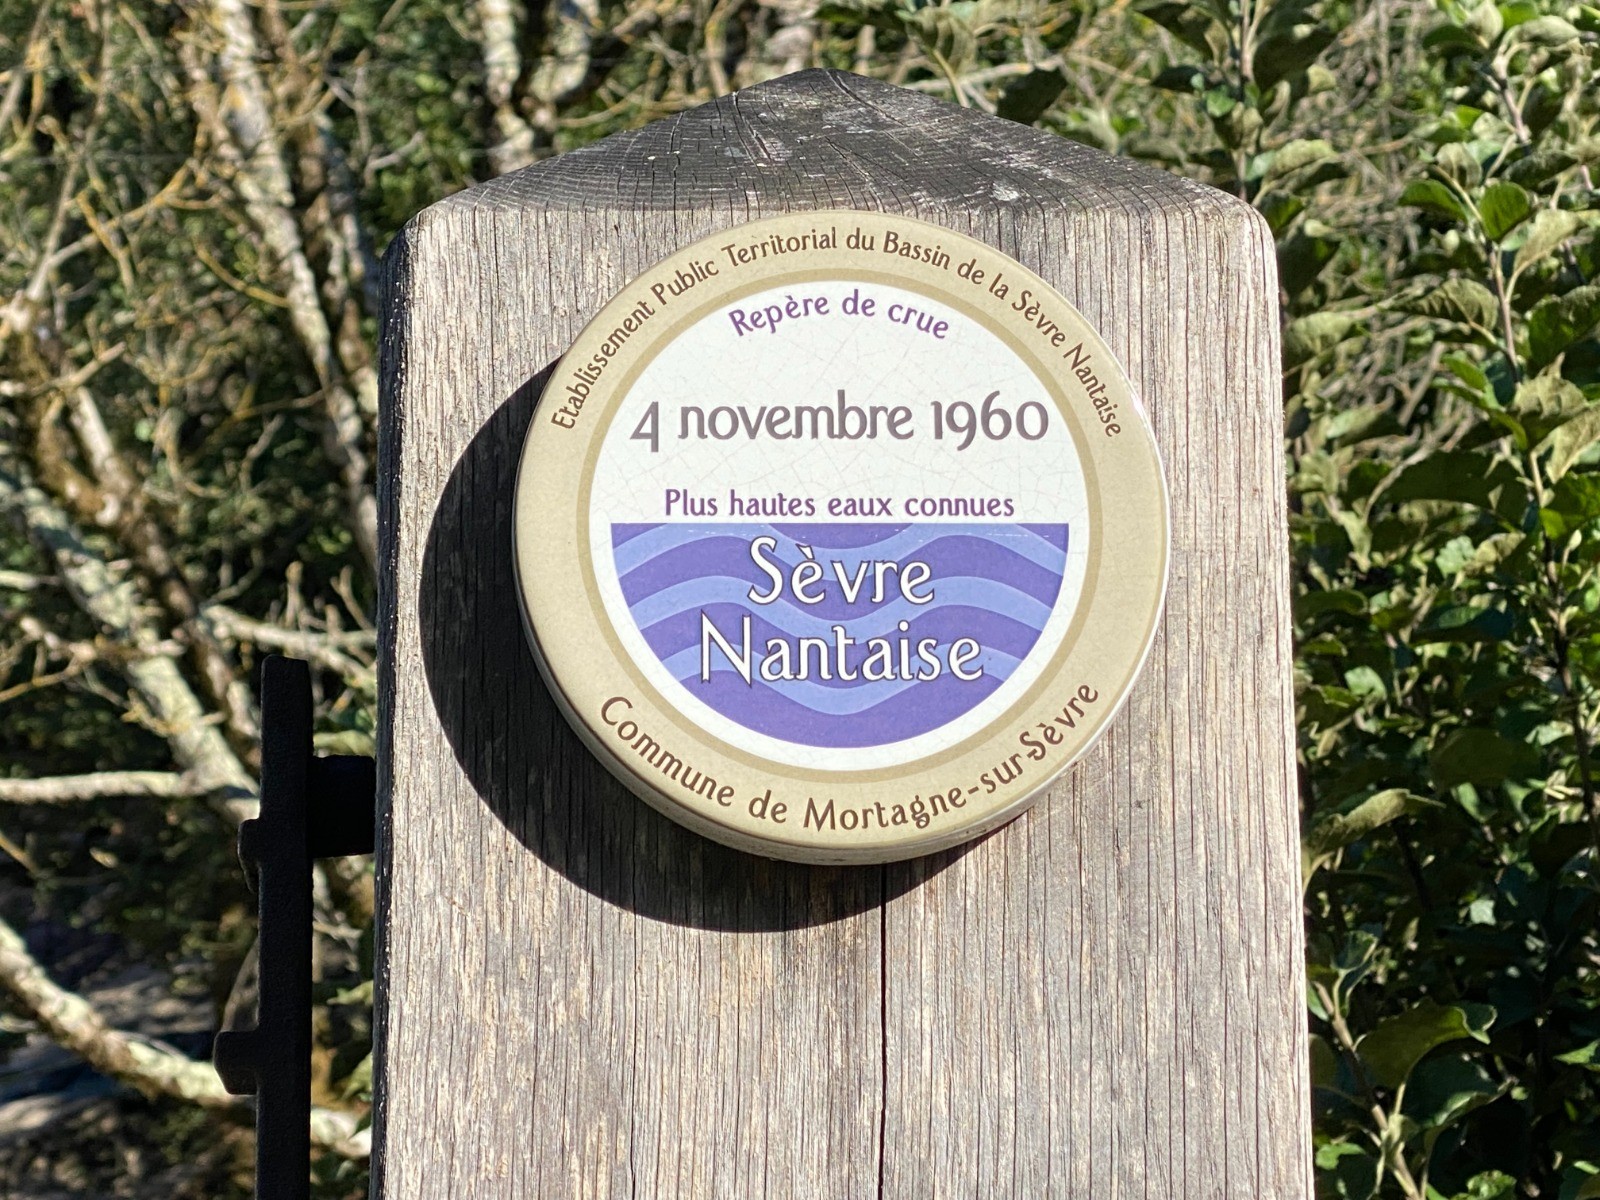 Etablissement Public Territorial du Bassin de la Sèvre Nantaise
Repère de crue
4 novembre 1960
Plus hautes eaux connues
Sèvre
Nantaise
Commune de Mortagne-sur-Sèvre